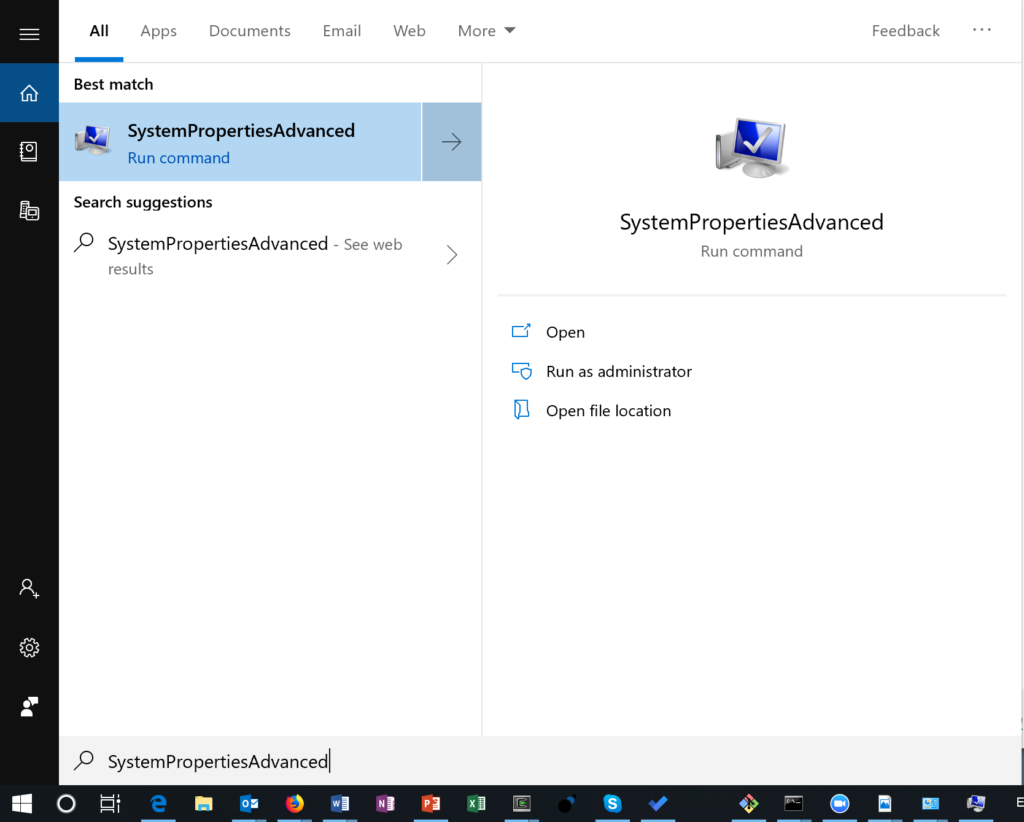 All Apps Documents Email Web More Feedback ...
Best match
SystemPropertiesAdvanced
Run command
Search suggestions
SystemPropertiesAdvanced - See web
results
SystemPropertiesAdvanced
Run command
Open
Run as administrator
Open file location
SystemPropertiesAdvanced